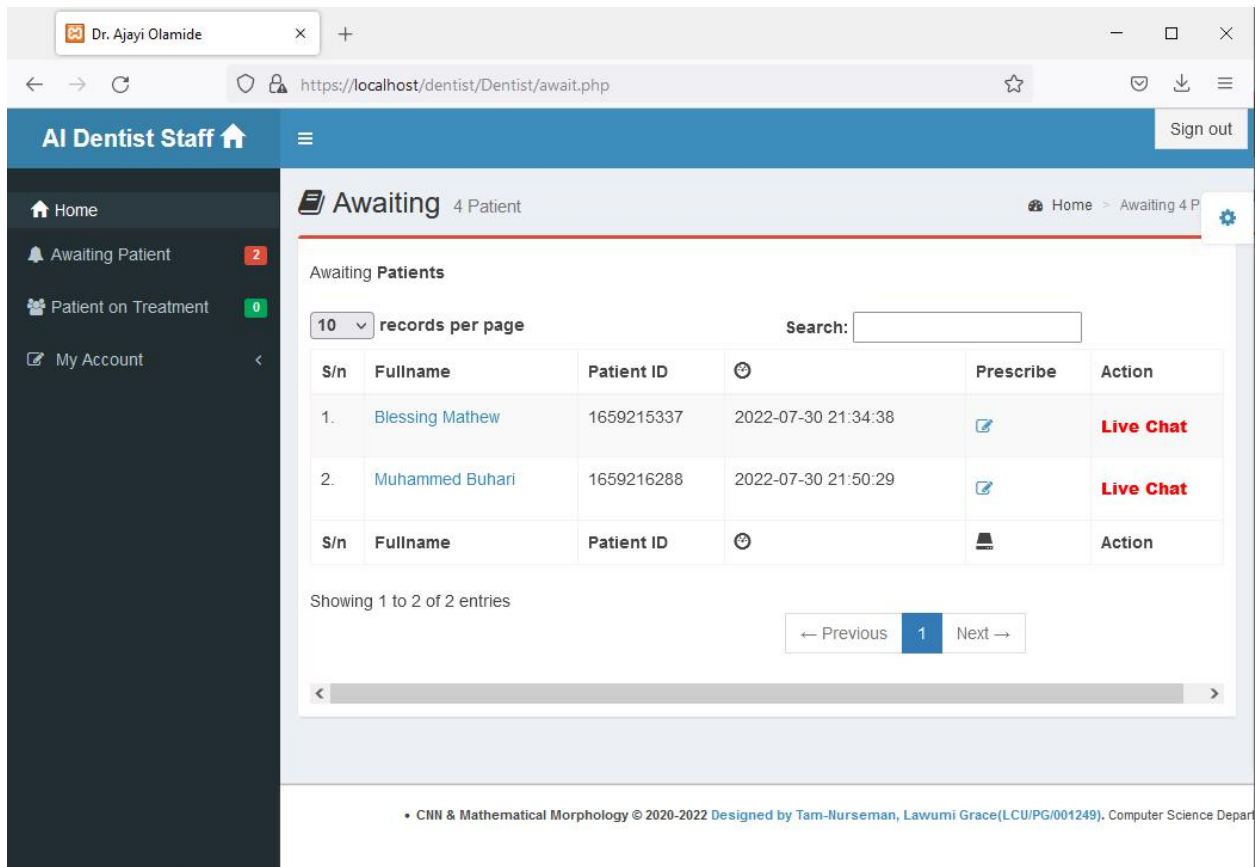 Dr. Ajayi Olamide
https://localhost/dentist/Dentist/await.php
AI Dentist Staff
Sign out
Home
Awaiting Patient 2
Patient on Treatment 0
My Account
Awaiting 4 Patient
Home > Awaiting 4 P
Awaiting Patients
10 records per page Search:
S/n Fullname Patient ID Prescribe Action
1. Blessing Mathew 1659215337 2022-07-30 21:34:38 Live Chat
2. Muhammed Buhari 1659216288 2022-07-30 21:50:29 Live Chat
S/n Fullname Patient ID Action
Showing 1 to 2 of 2 entries
← Previous 1 Next →
• CNN & Mathematical Morphology © 2020-2022 Designed by Tam-Nurseman, Lawumi Grace(LCU/PG/001249). Computer Science Depart